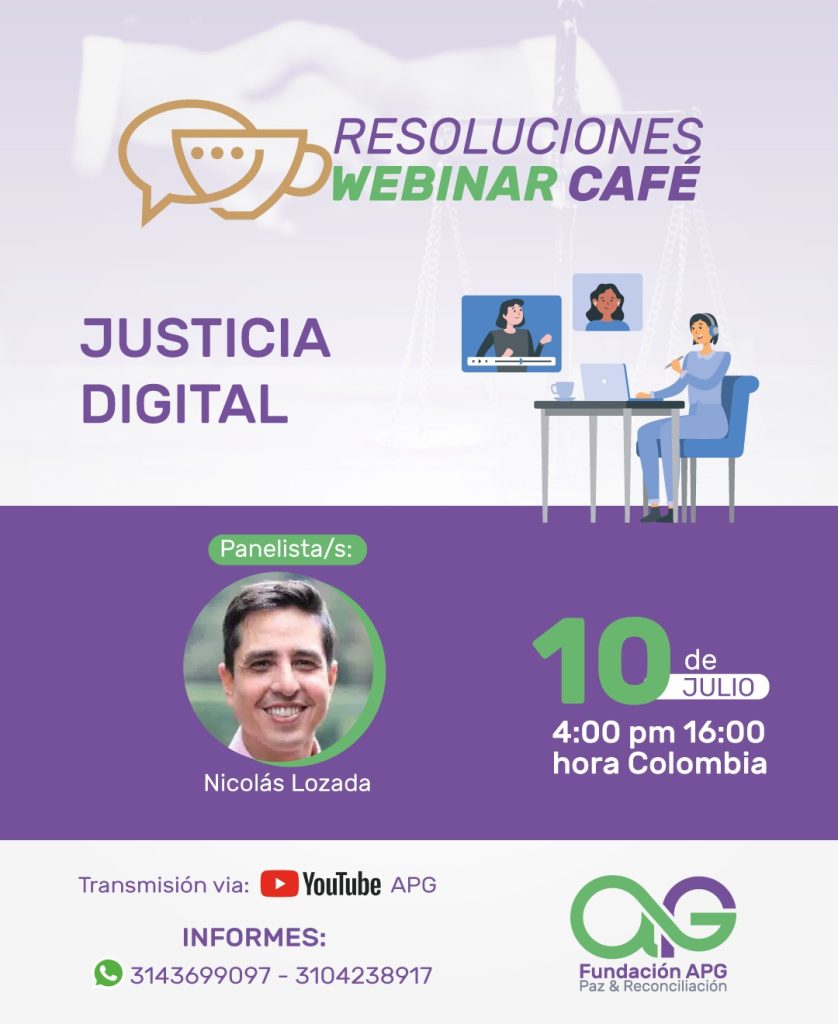 RESOLUCIONES
WEBINAR CAFÉ
JUSTICIA
DIGITAL
Panelista/s:
Nicolás Lozada
10 de
JULIO
4:00 pm 16:00
hora Colombia
Transmisión via: YouTube APG
INFORMES:
3143699097 - 3104238917
aPG
Fundación APG
Paz & Reconciliación